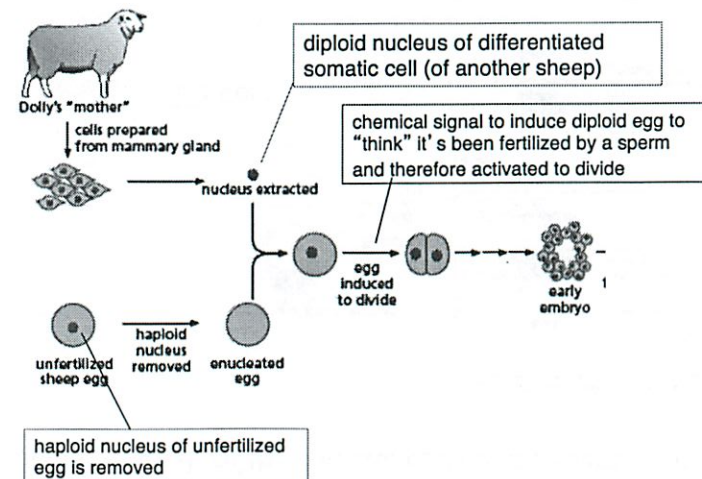 diploid nucleus of differentiated
somatic cell (of another sheep)
Dolly's "mother"
cells prepared
from mammary gland
chemical signal to induce diploid egg to
“think” it's been fertilized by a sperm
and therefore activated to divide
nucleus extracted
egg
induced
to divide
early
embryo
unfertilized
sheep egg
haploid
nucleus
removed
enucleated
egg
haploid nucleus of unfertilized
egg is removed